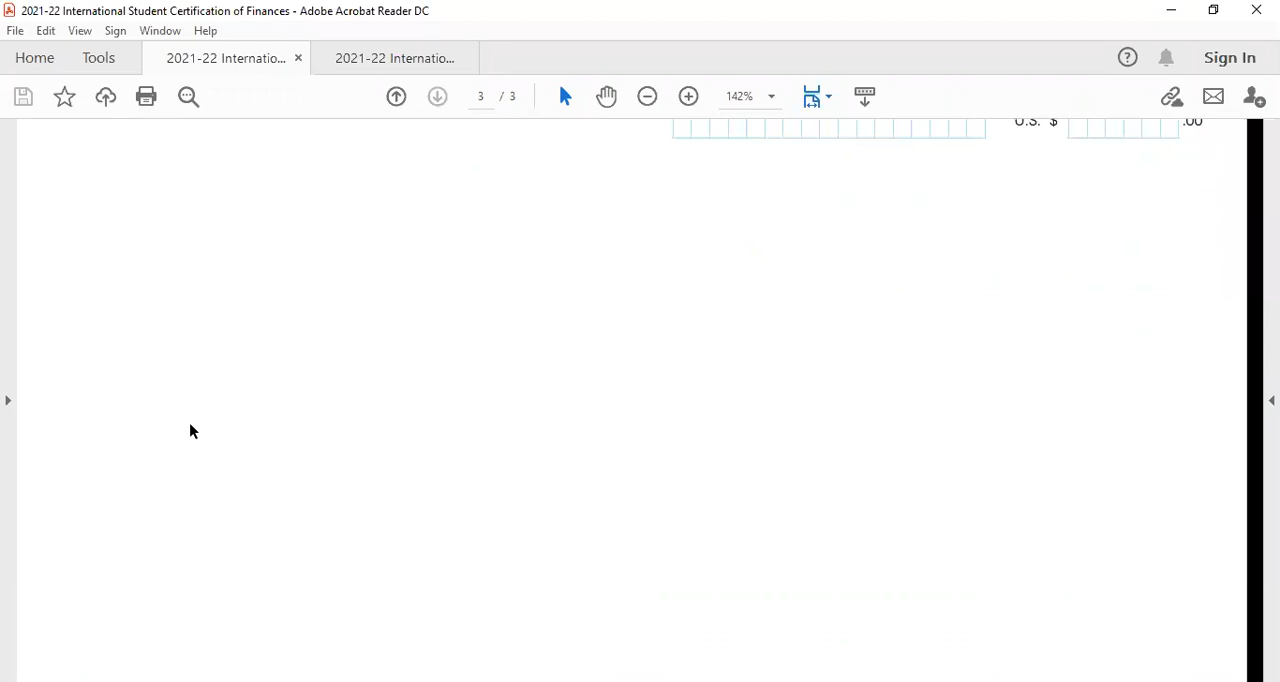 2021-22 International Student Certification of Finances - Adobe Acrobat Reader DC
File Edit View Sign Window Help
Home Tools 2021-22 Internatio... × 2021-22 Internatio... Sign In
3 / 3 142%
U.S. $ .00